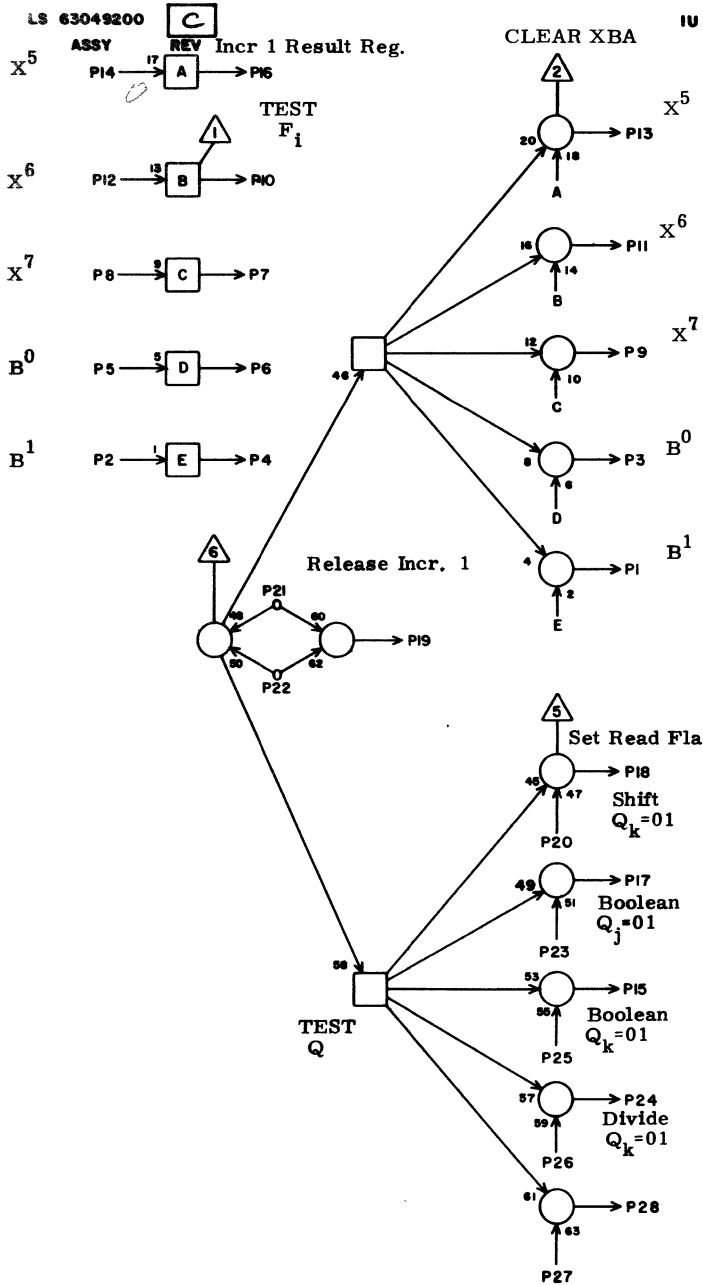 LS 63049200 C IU
ASSY REV Incr 1 Result Reg. CLEAR XBA
X5 P14 17 A P16
2
X5
20 18 P13
A
TEST
Fi
1
X6 P12 13 B P10
X6
16 14 P11
B
X7 P8 9 C P7
X7
12 10 P9
C
46
B0 P5 5 D P6
B0
8 6 P3
D
B1 P2 1 E P4
B1
4 2 P1
E
6
Release Incr. 1
P21
48 60
P19
50 62
P22
5
Set Read Fla
45 47 P18
Shift
Qk=01
P20
49 51 P17
Boolean
Qj=01
P23
58
53 55 P15
Boolean
Qk=01
P25
TEST
Q
57 59 P24
Divide
Qk=01
P26
61 63 P28
P27